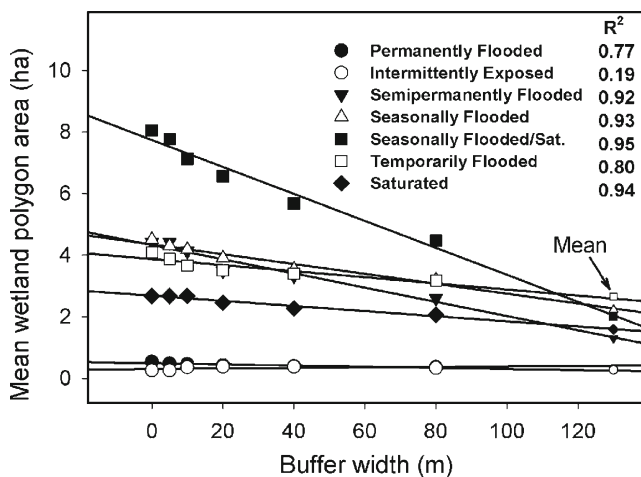 R2
Permanently Flooded 0.77
Intermittently Exposed 0.19
Semipermanently Flooded 0.92
Seasonally Flooded 0.93
Seasonally Flooded/Sat. 0.95
Temporarily Flooded 0.80
Saturated 0.94
Mean
Mean wetland polygon area (ha)
10
8
6
4
2
0
0 20 40 60 80 100 120
Buffer width (m)